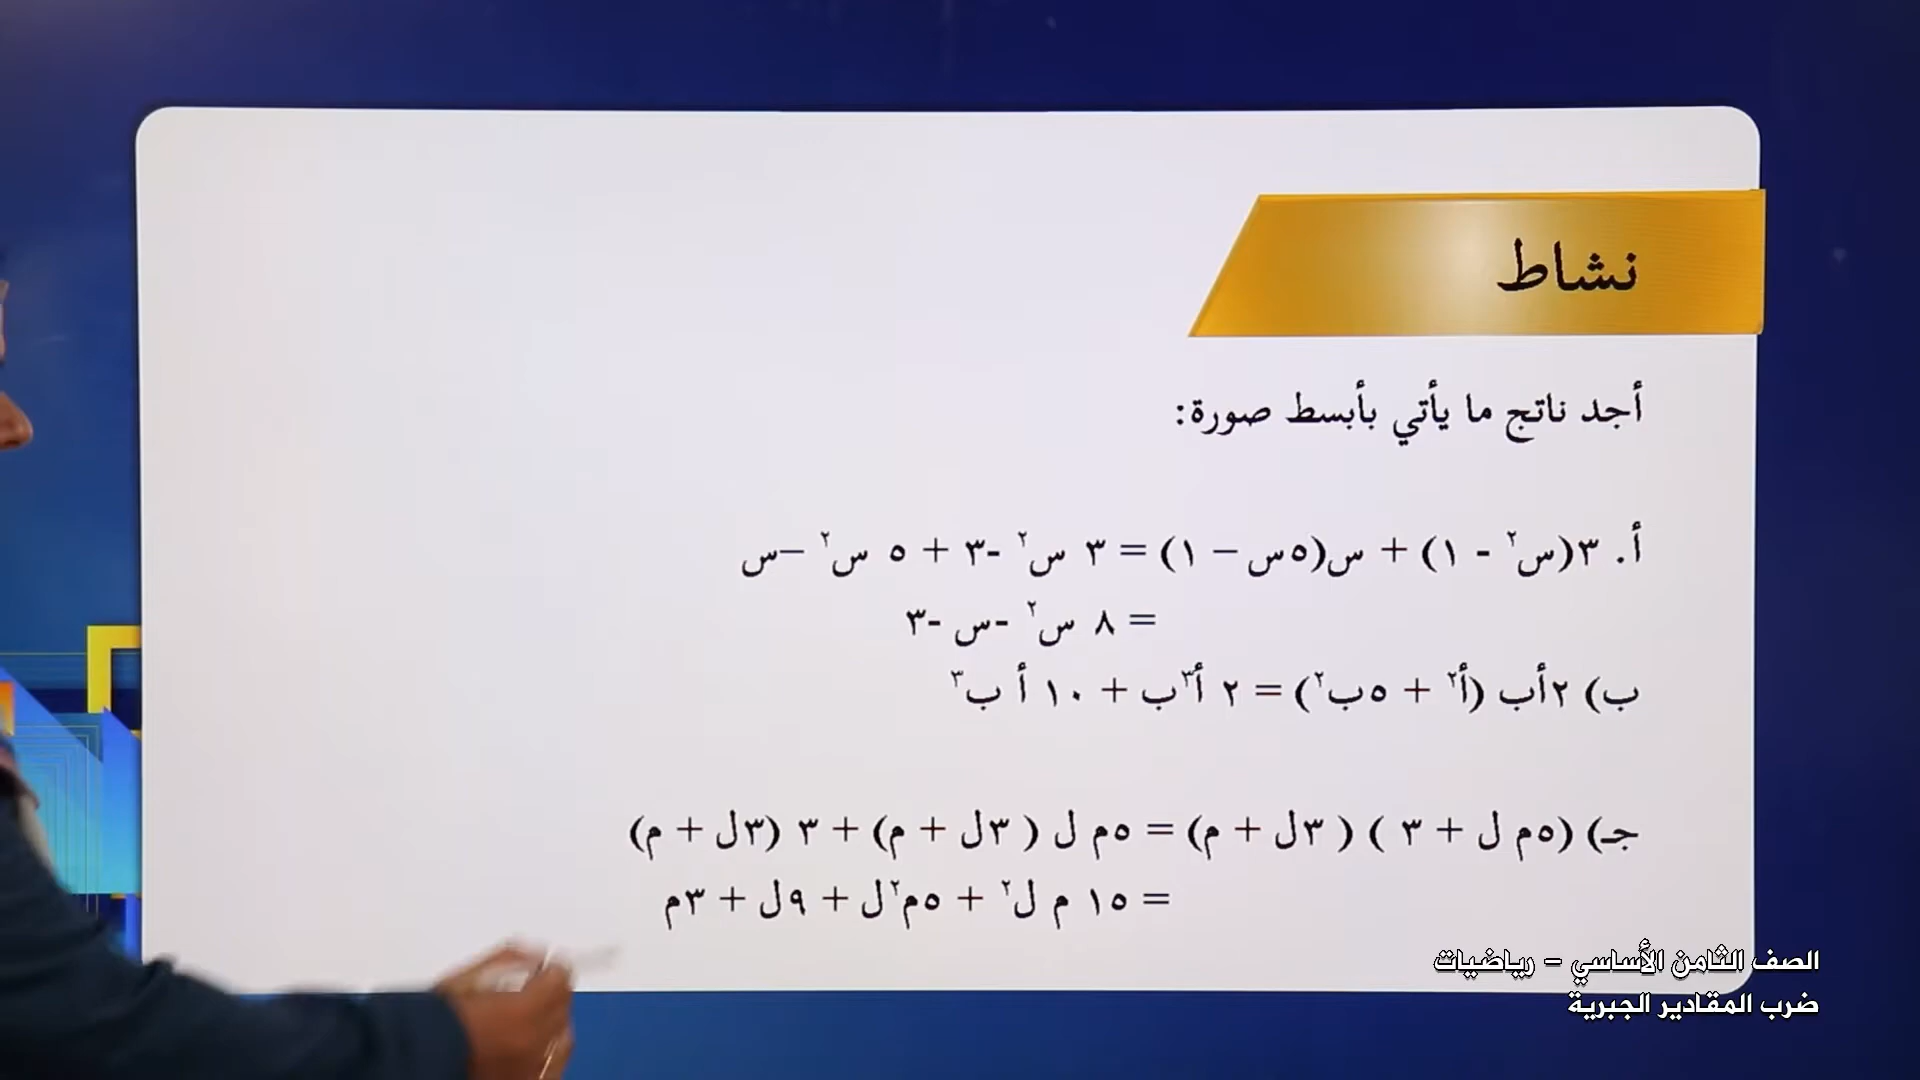 نشاط
أجد ناتج ما يأتي بأبسط صورة:
أ. ٣(س٢ - ١) + س(٥س – ١) = ٣ س٢ -٣ + ٥ س٢ –س
= ٨ س٢ -س -٣
ب) ٢أب (أ٢ + ٥ب٢) = ٢ أ٣ب + ١٠ أ ب٣
جـ) (٥م ل + ٣ ) ( ٣ل + م) = ٥م ل ( ٣ل + م) + ٣ (٣ل + م)
= ١٥ م ل٢ + ٥م٢ل + ٩ل + ٣م
الصف الثامن الأساسي – رياضيات
ضرب المقادير الجبرية